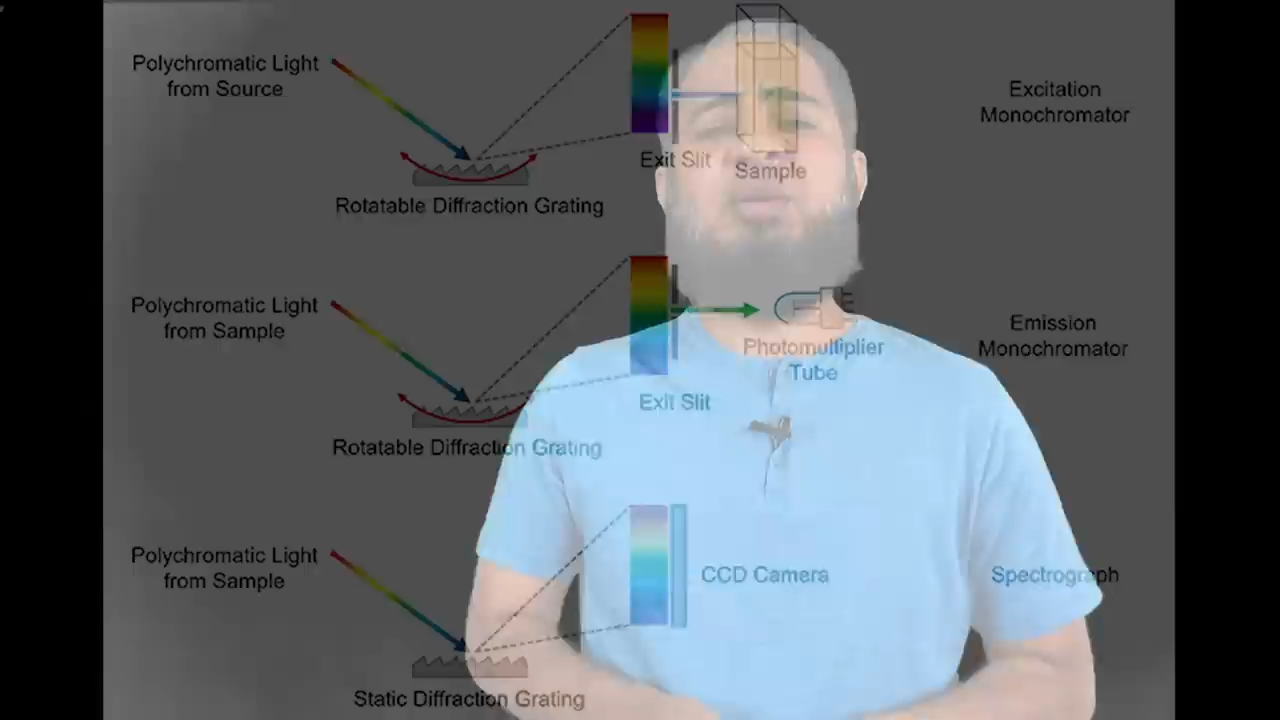 Polychromatic Light
from Source
Rotatable Diffraction Grating
Exit Slit
Sample
Excitation
Monochromator
Polychromatic Light
from Sample
Rotatable Diffraction Grating
Exit Slit
Photomultiplier
Tube
Emission
Monochromator
Polychromatic Light
from Sample
Static Diffraction Grating
CCD Camera
Spectrograph